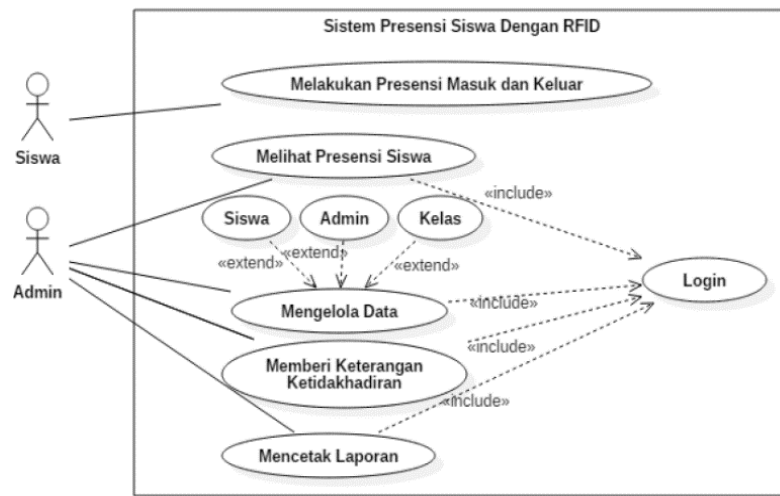 Sistem Presensi Siswa Dengan RFID
Melakukan Presensi Masuk dan Keluar
Siswa
Melihat Presensi Siswa
«include»
Siswa
Admin
Kelas
«extend»
«extend»
«extend»
Admin
Login
Mengelola Data
«include»
«include»
Memberi Keterangan
Ketidakhadiran
«include»
Mencetak Laporan